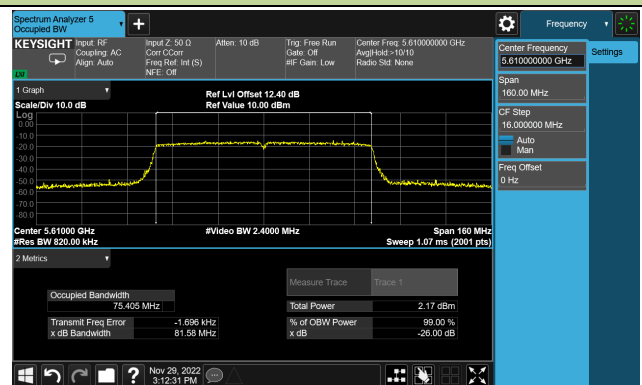 Spectrum Analyzer 5
Occupied BW
Frequency
KEYSIGHT
Input: RF
Coupling: AC
Align: Auto
Input Z: 50 Ω
Corr CCorr
Freq Ref: Int (S)
NFE: Off
Atten: 10 dB
Trig: Free Run
Gate: Off
#IF Gain: Low
Center Freq: 5.610000000 GHz
Avg|Hold:>10/10
Radio Std: None
LXI
Center Frequency
5.610000000 GHz
Settings
Span
160.00 MHz
CF Step
16.000000 MHz
Auto
Man
Freq Offset
0 Hz
1 Graph
Scale/Div 10.0 dB
Ref Lvl Offset 12.40 dB
Ref Value 10.00 dBm
Log
0.00
-10.0
-20.0
-30.0
-40.0
-50.0
-60.0
-70.0
-80.0
Center 5.61000 GHz
#Res BW 820.00 kHz
#Video BW 2.4000 MHz
Span 160 MHz
Sweep 1.07 ms (2001 pts)
2 Metrics
Measure Trace
Trace 1
Occupied Bandwidth
75.405 MHz
Total Power
2.17 dBm
Transmit Freq Error
-1.696 kHz
% of OBW Power
99.00 %
x dB Bandwidth
81.58 MHz
x dB
-26.00 dB
Nov 29, 2022
3:12:31 PM